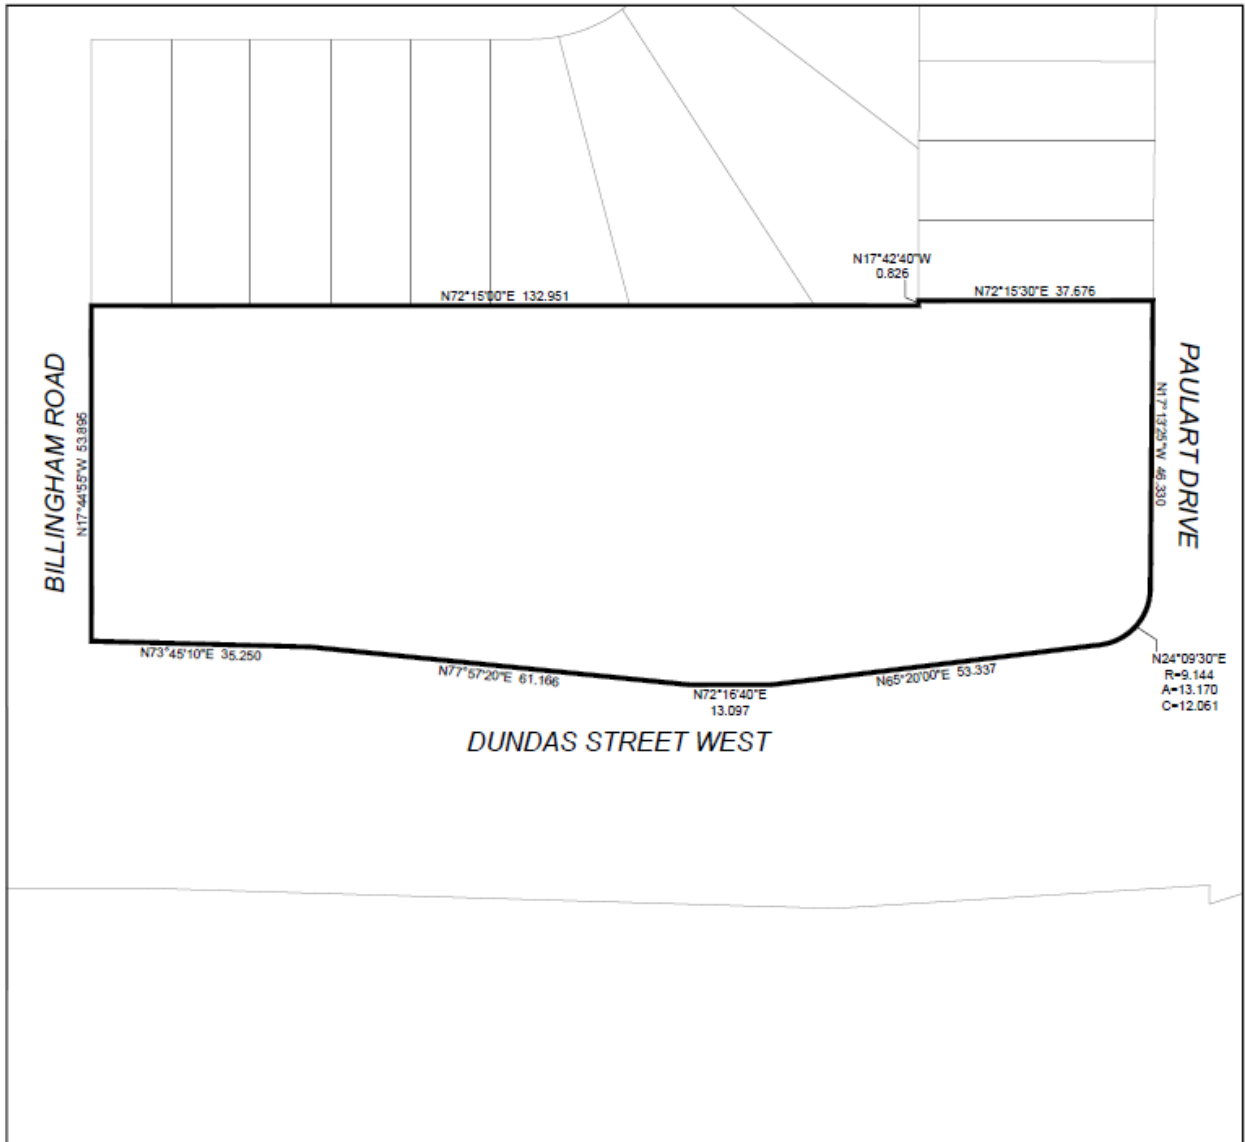 N17°42'40"W
0.826
N72°15'00"E 132.951
N72°15'30"E 37.676
BILLINGHAM ROAD
N17°44'55"W 53.895
PAULART DRIVE
N17°13'25"W 46.330
N73°45'10"E 35.250
N77°57'20"E 61.166
N72°16'40"E
13.097
N65°20'00"E 53.337
N24°09'30"E
R=9.144
A=13.170
C=12.061
DUNDAS STREET WEST